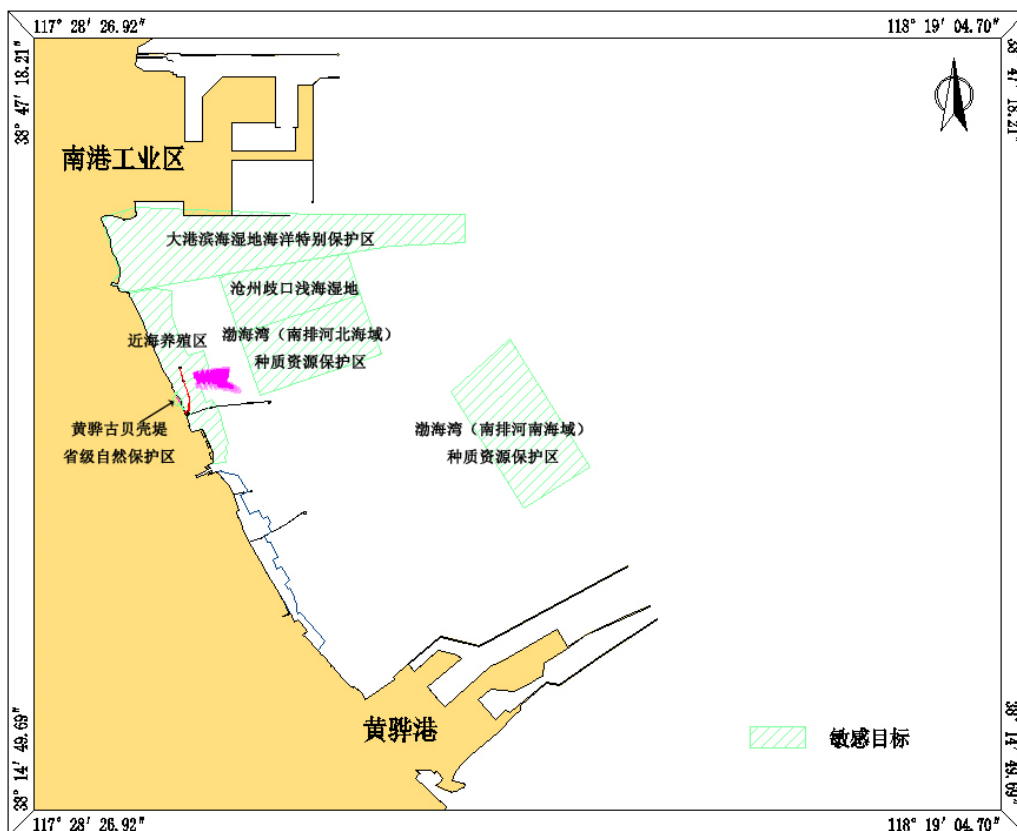 117° 28′ 26.92″
118° 19′ 04.70″
38° 47′ 18.21″
38° 47′ 18.21″
南港工业区
大港滨海湿地海洋特别保护区
沧州歧口浅海湿地
近海养殖区
渤海湾（南排河北海域）
种质资源保护区
黄骅古贝壳堤
省级自然保护区
渤海湾（南排河南海域）
种质资源保护区
黄骅港
敏感目标
38° 14′ 49.69″
38° 14′ 49.69″
117° 28′ 26.92″
118° 19′ 04.70″